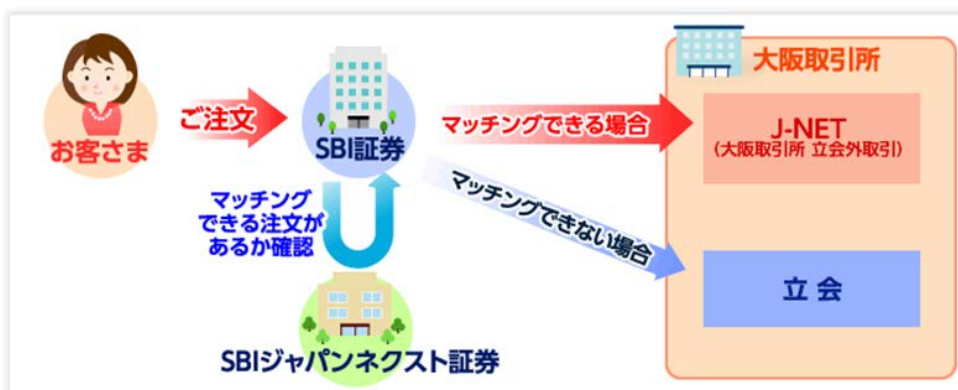 大阪取引所
お客さま
ご注文
SBI証券
マッチングできる場合
J-NET
(大阪取引所 立会外取引)
マッチング
できる注文が
あるか確認
マッチングできない場合
立会
SBIジャパンネクスト証券